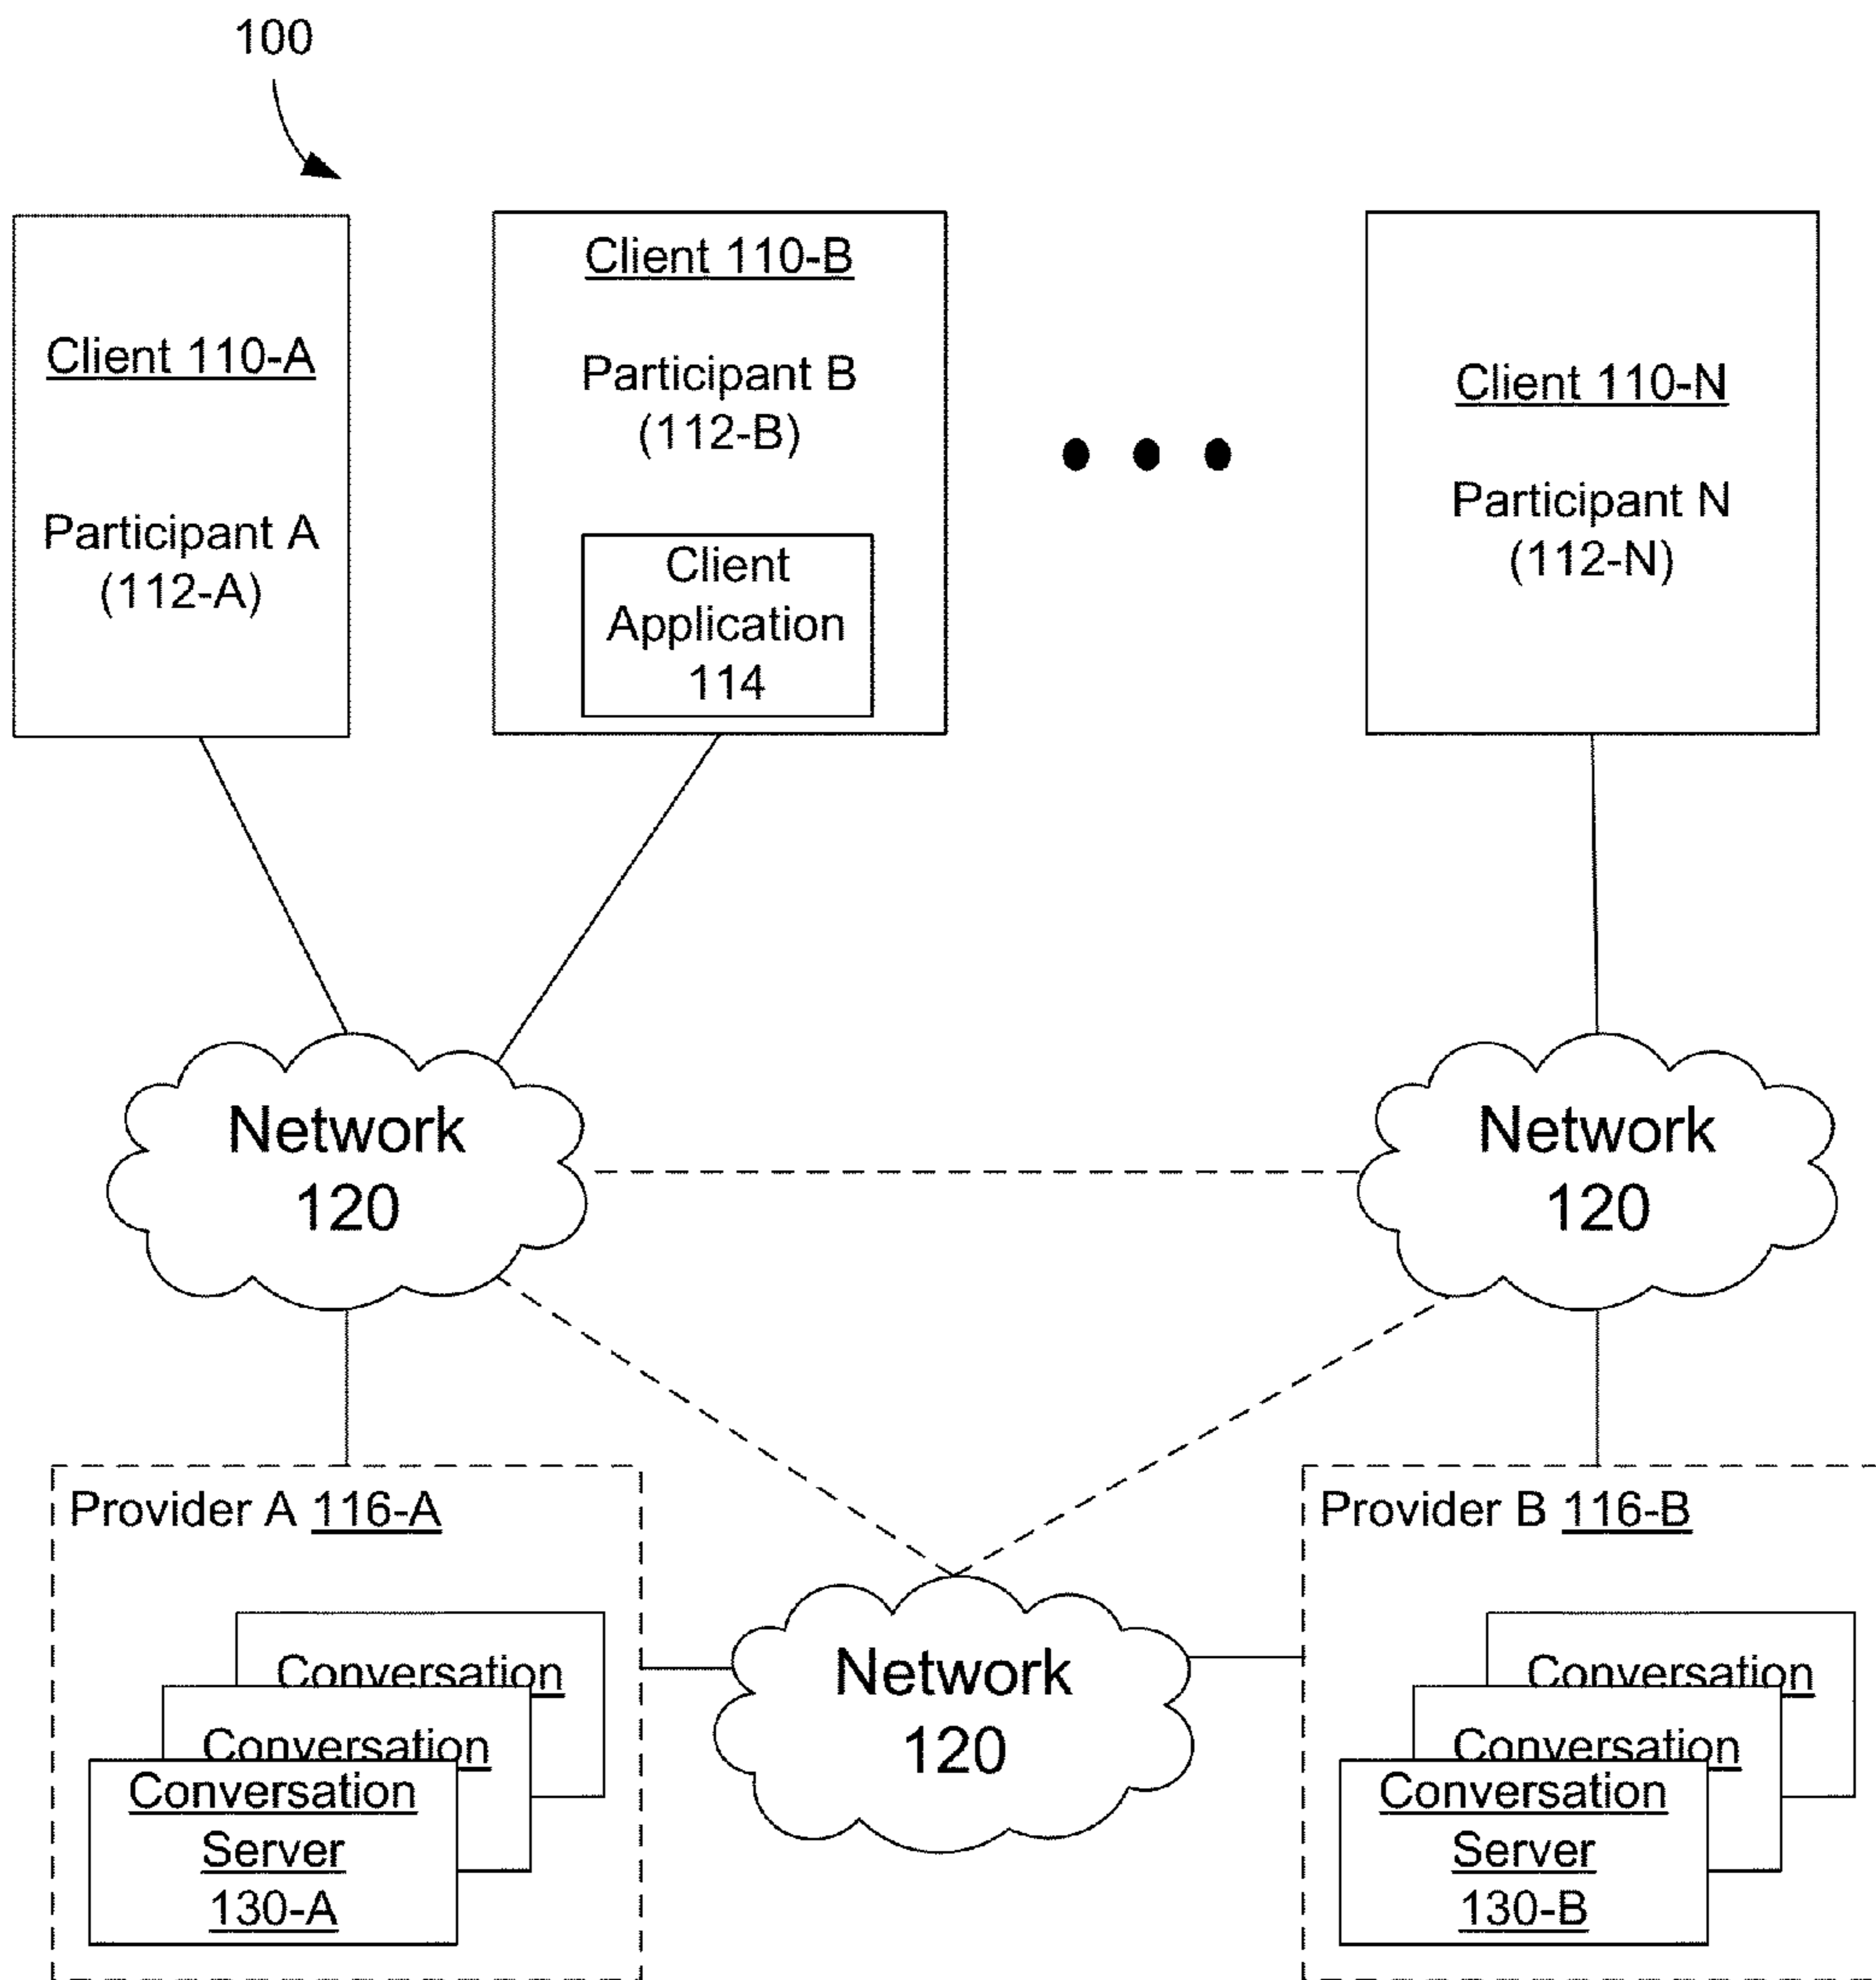 100
Client 110-A
Participant A
(112-A)
Client 110-B
Participant B
(112-B)
Client
Application
114
Client 110-N
Participant N
(112-N)
Network
120
Network
120
Provider A 116-A
Conversation
Conversation
Conversation
Server
130-A
Network
120
Provider B 116-B
Conversation
Conversation
Conversation
Server
130-B